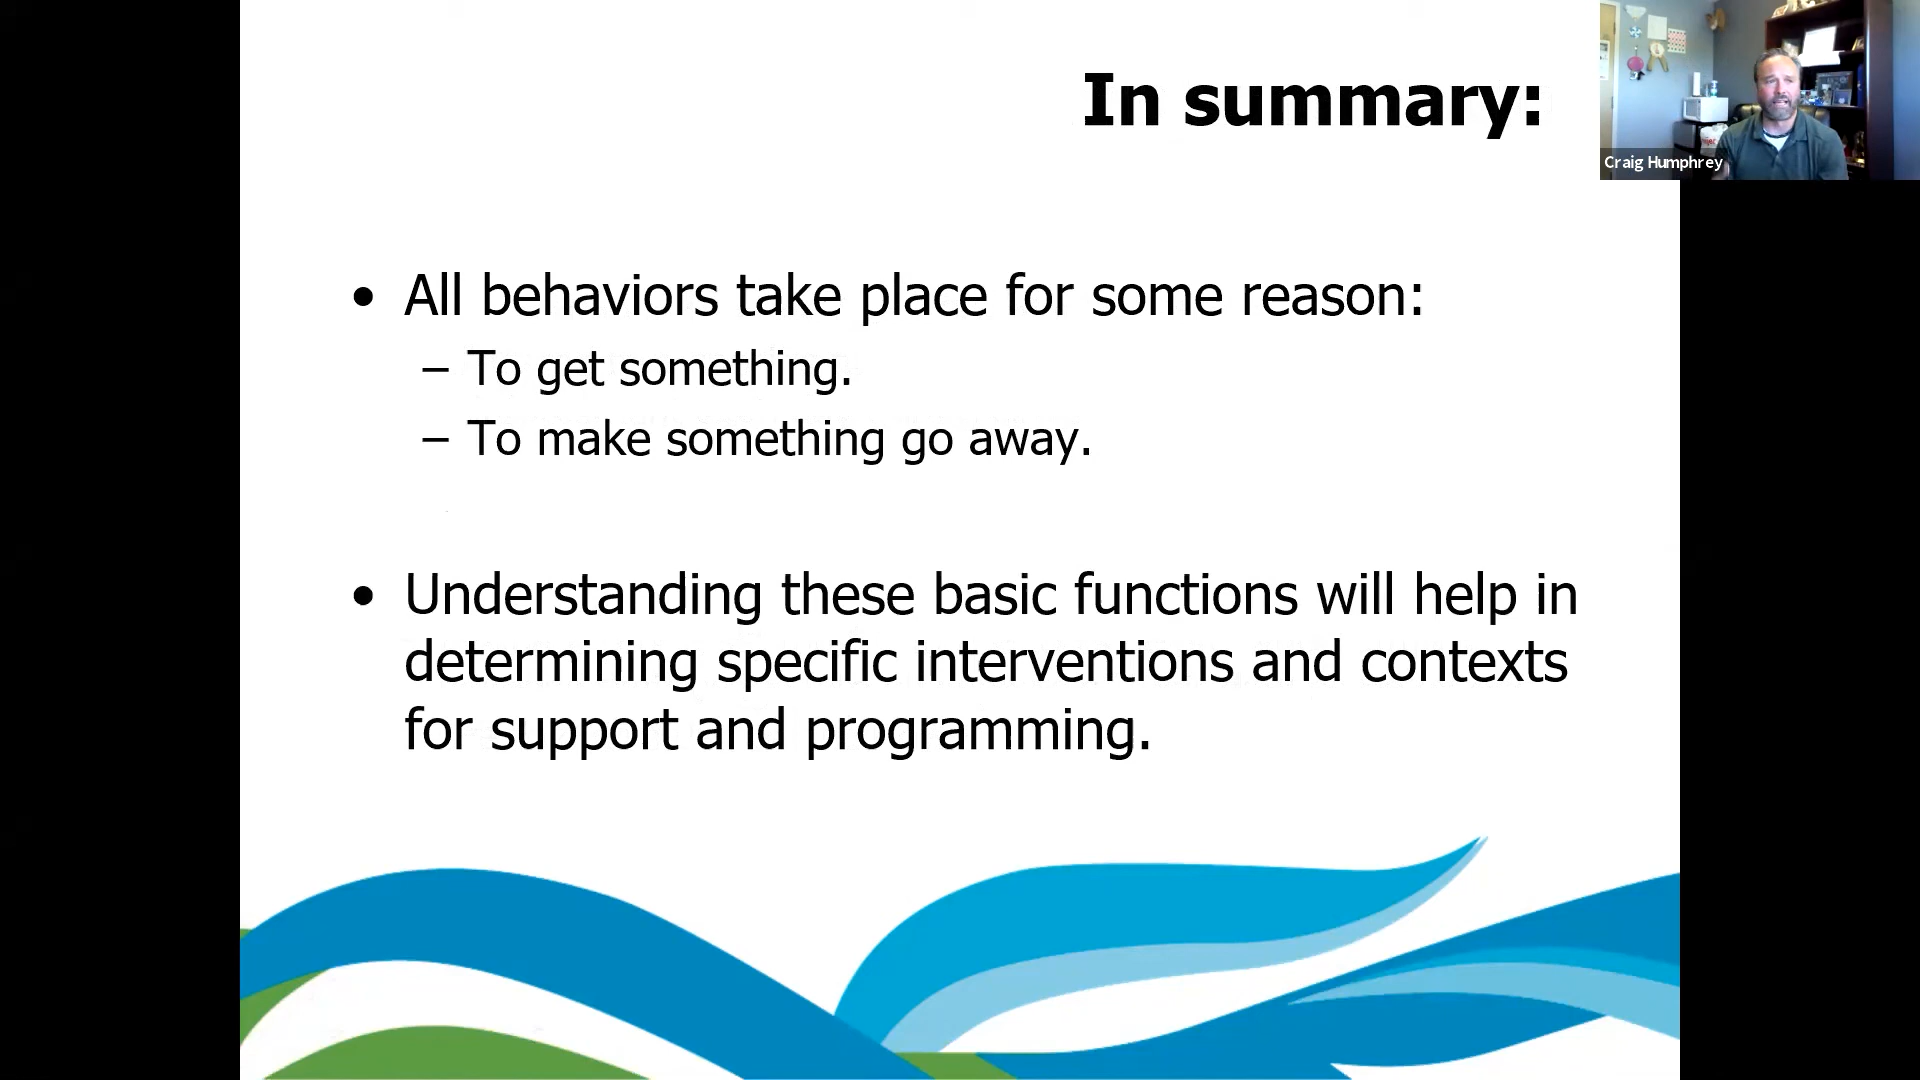 In summary:
Craig Humphrey
• All behaviors take place for some reason:
– To get something.
– To make something go away.
• Understanding these basic functions will help in
determining specific interventions and contexts
for support and programming.